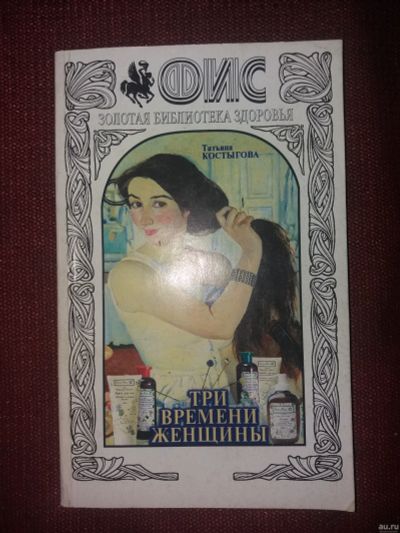 ФИС
ЗОЛОТАЯ БИБЛИОТЕКА ЗДОРОВЬЯ
Татьяна
КОСТЫГОВА
ТРИ
ВРЕМЕНИ
ЖЕНЩИНЫ
au.ru